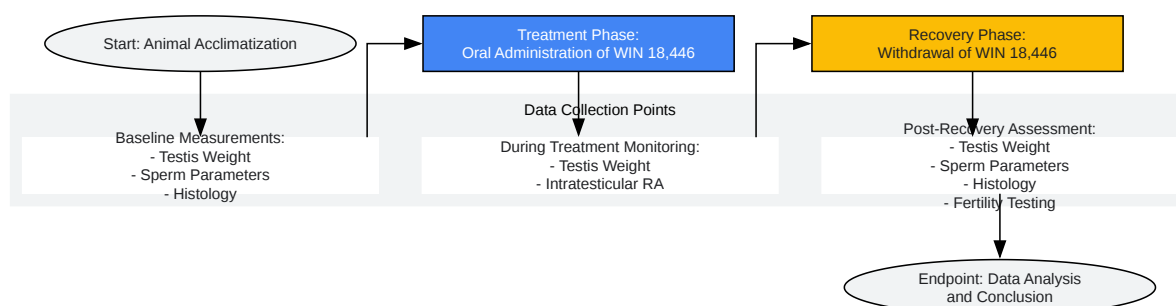 Start: Animal Acclimatization
Treatment Phase:
Oral Administration of WIN 18,446
Recovery Phase:
Withdrawal of WIN 18,446
Data Collection Points
Baseline Measurements:
- Testis Weight
- Sperm Parameters
- Histology
During Treatment Monitoring:
- Testis Weight
- Intratesticular RA
Post-Recovery Assessment:
- Testis Weight
- Sperm Parameters
- Histology
- Fertility Testing
Endpoint: Data Analysis
and Conclusion